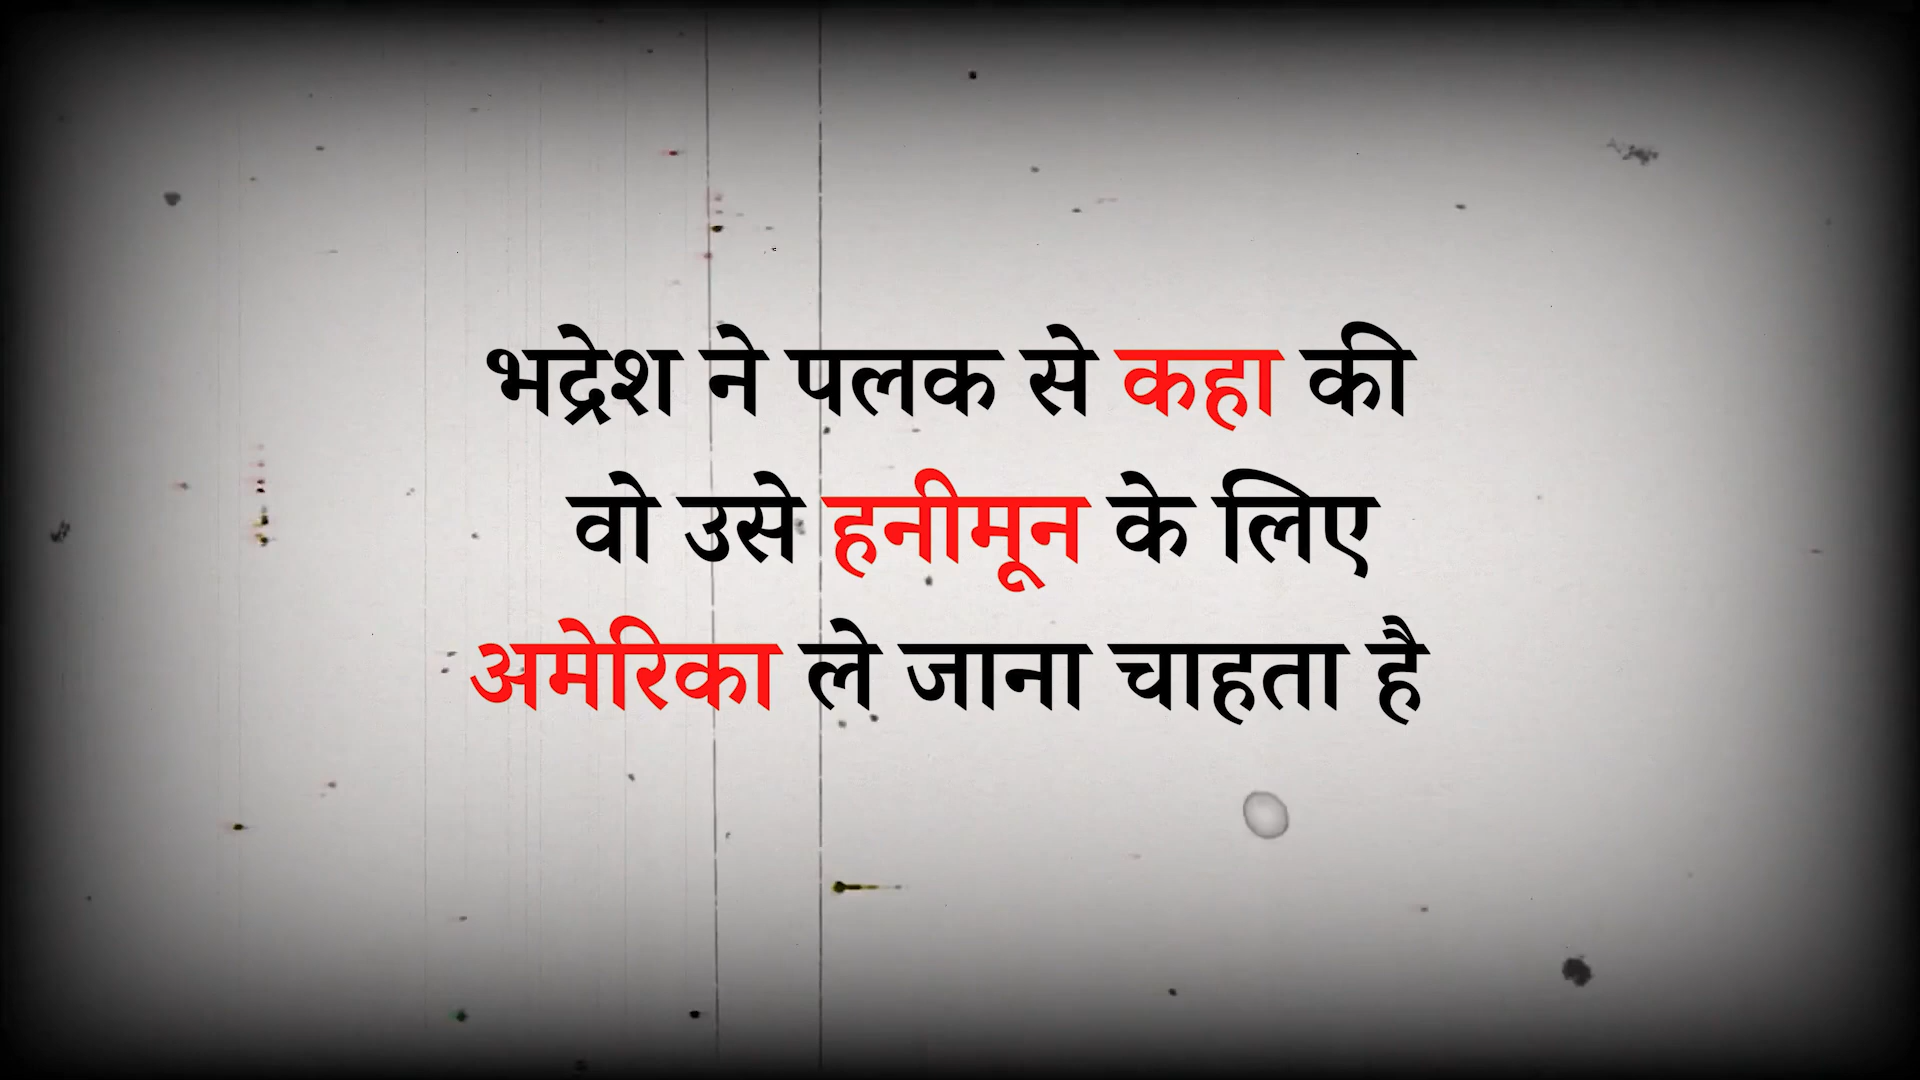 भद्रेश ने पलक से कहा की
वो उसे हनीमून के लिए
अमेरिका ले जाना चाहता है